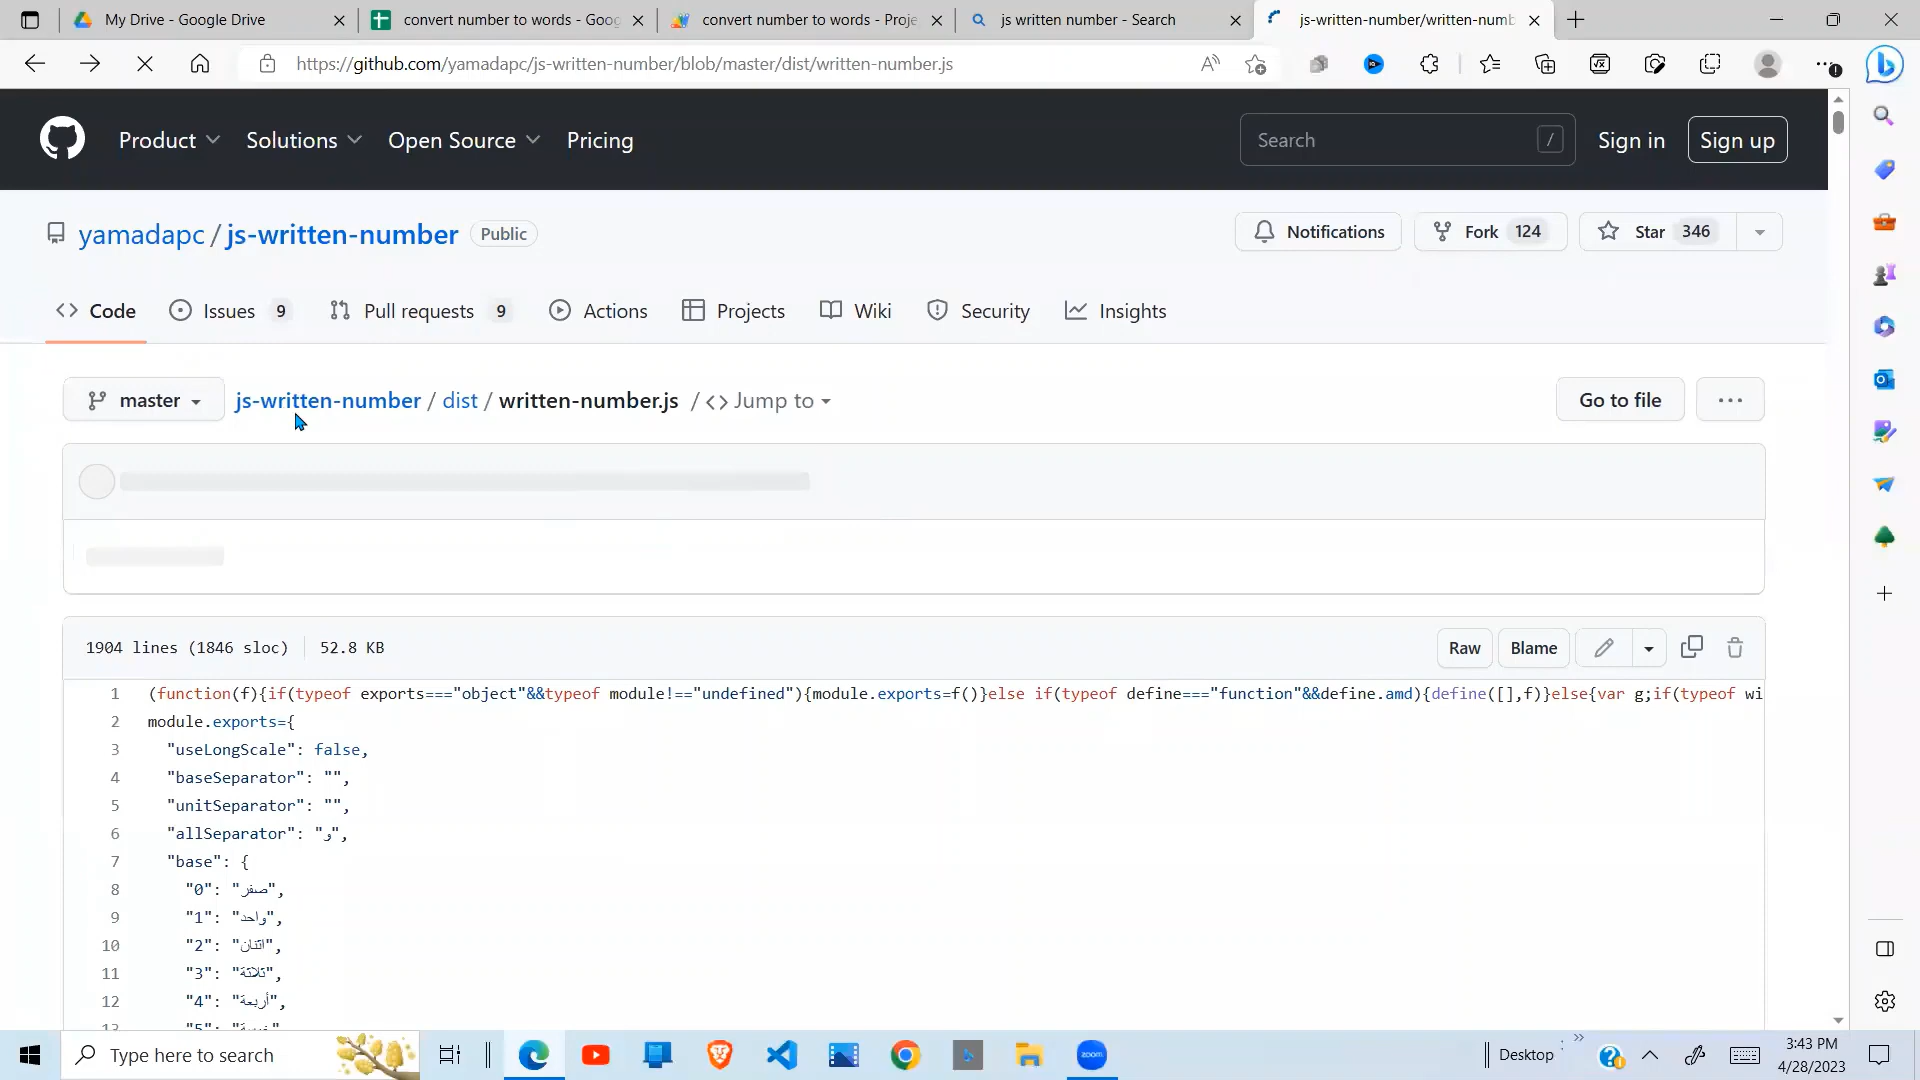 My Drive - Google Drive
convert number to words - Goog
convert number to words - Proje
js written number - Search
js-written-number/written-numb
https://github.com/yamadapc/js-written-number/blob/master/dist/written-number.js
Product
Solutions
Open Source
Pricing
Search
/
Sign in
Sign up
yamadapc / js-written-number
Public
Notifications
Fork 124
Star 346
Code
Issues 9
Pull requests 9
Actions
Projects
Wiki
Security
Insights
master
js-written-number / dist / written-number.js / <> Jump to
Go to file
1904 lines (1846 sloc)
52.8 KB
Raw
Blame
1 (function(f){if(typeof exports==="object"&&typeof module!=="undefined"){module.exports=f()}else if(typeof define==="function"&&define.amd){define([],f)}else{var g;if(typeof wi
2 module.exports={
3 "useLongScale": false,
4 "baseSeparator": "",
5 "unitSeparator": "",
6 "allSeparator": "و",
7 "base": {
8 "0": "صفر",
9 "1": "واحد",
10 "2": "اثنان",
11 "3": "ثلاثة",
12 "4": "أربعة",
13 "5": "خمسة"
Type here to search
zoom
Desktop
3:43 PM
4/28/2023